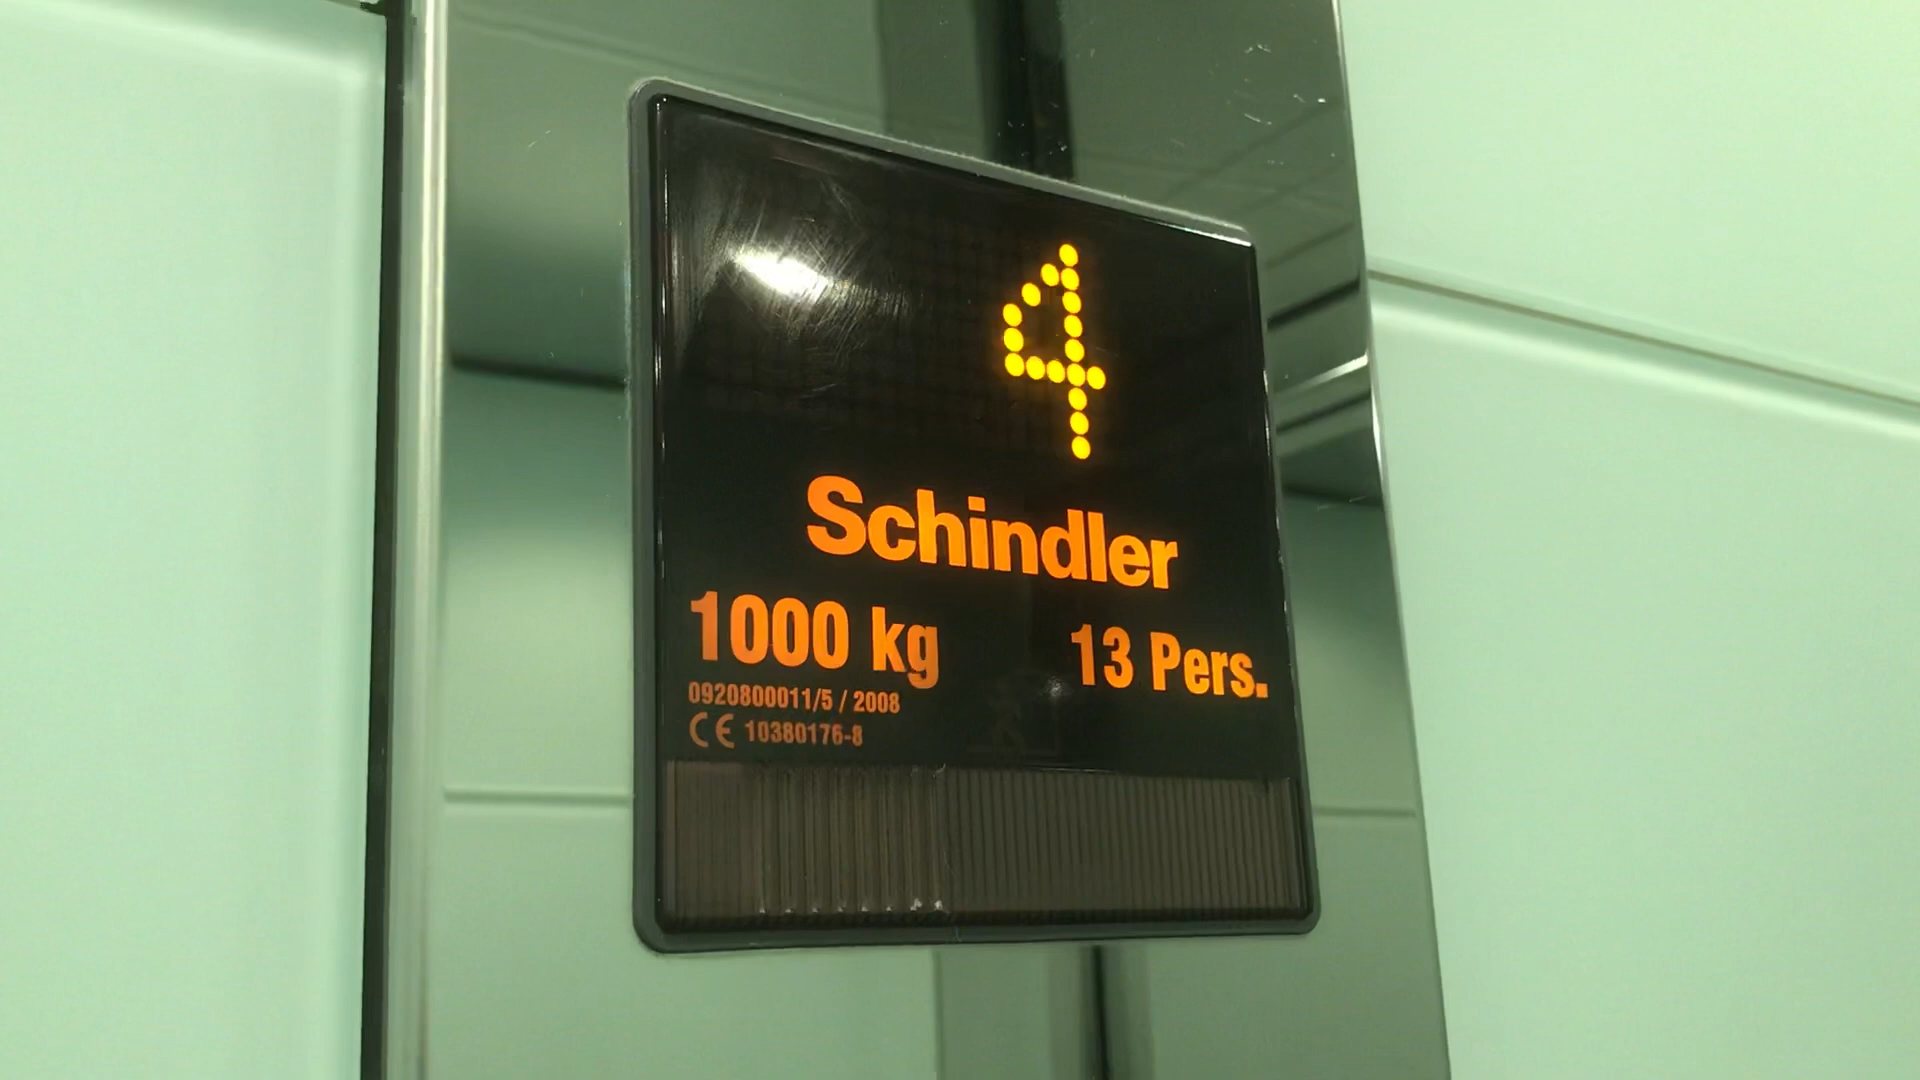 4
Schindler
1000 kg 13 Pers.
0920800011/5 / 2008
CE 10380176-8